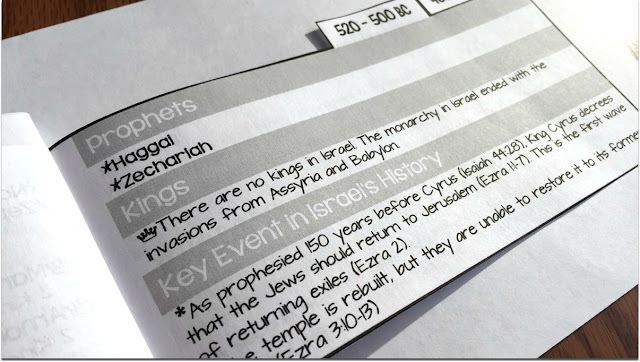 520 - 500 BC
prophets
*Haggai
*Zechariah
Kings
There are no kings in Israel. The monarchy in Israel ended with the
invasions from Assyria and Babylon.
Key Event in Israel's History
*As prophesied 150 years before Cyrus (Isaiah 44:28), King Cyrus decrees
that the Jews should return to Jerusalem (Ezra 1:1-7). This is the first wave
of returning exiles (Ezra 2).
temple is rebuilt, but they are unable to restore it to its former
(Ezra 3:10-13)